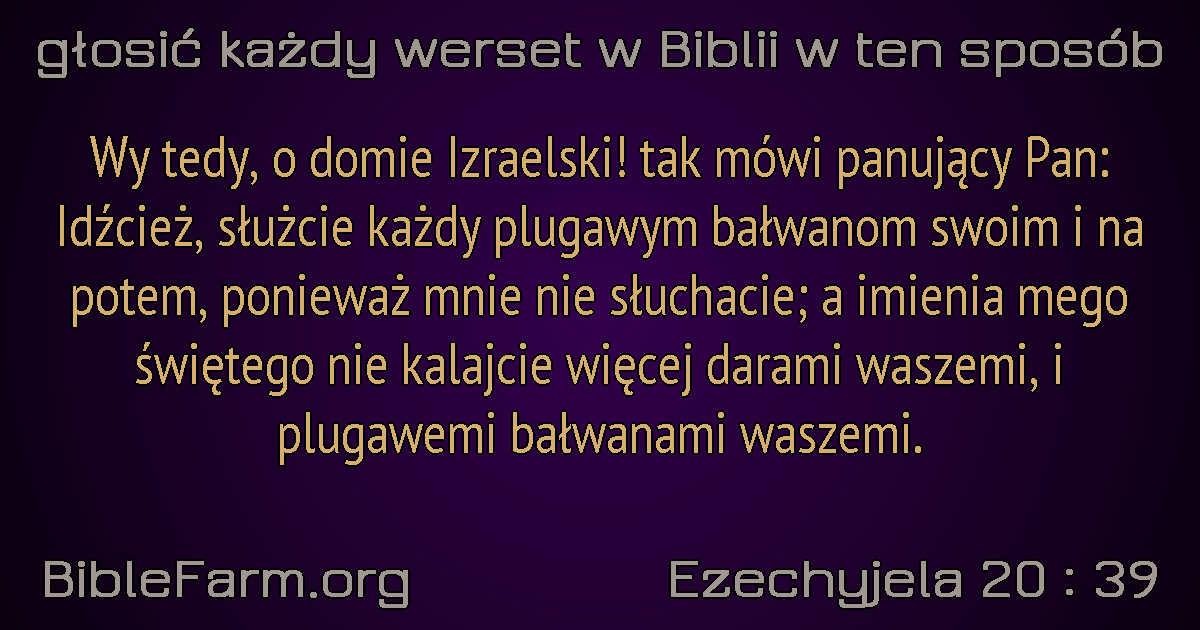 głosić każdy werset w Biblii w ten sposób
Wy tedy, o domie Izraelski! tak mówi panujący Pan:
Idźcież, służcie każdy plugawym bałwanom swoim i na
potem, ponieważ mnie nie słuchacie; a imienia mego
świętego nie kalajcie więcej darami waszemi, i
plugawemi bałwanami waszemi.
BibleFarm.org
Ezechyjela 20 : 39